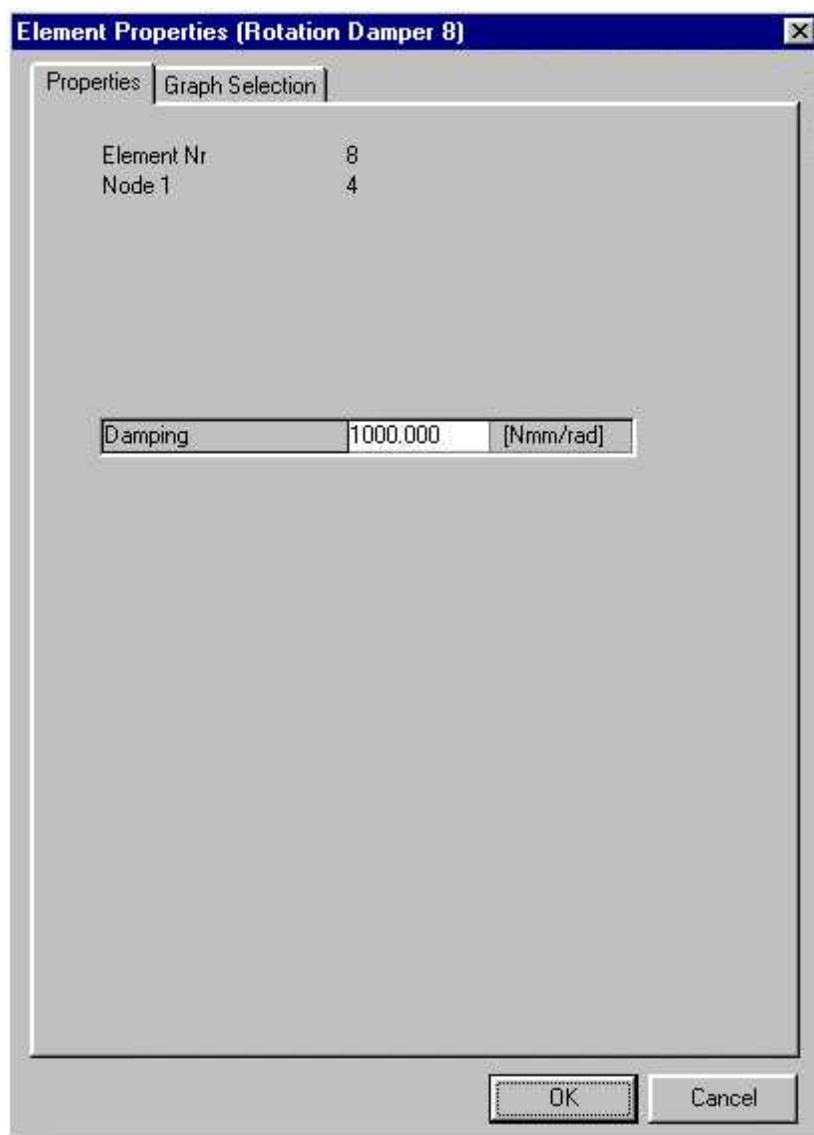 Element Properties (Rotation Damper 8)
Properties Graph Selection
Element Nr 8
Node 1 4
Damping 1000.000 [Nmm/rad]
OK Cancel